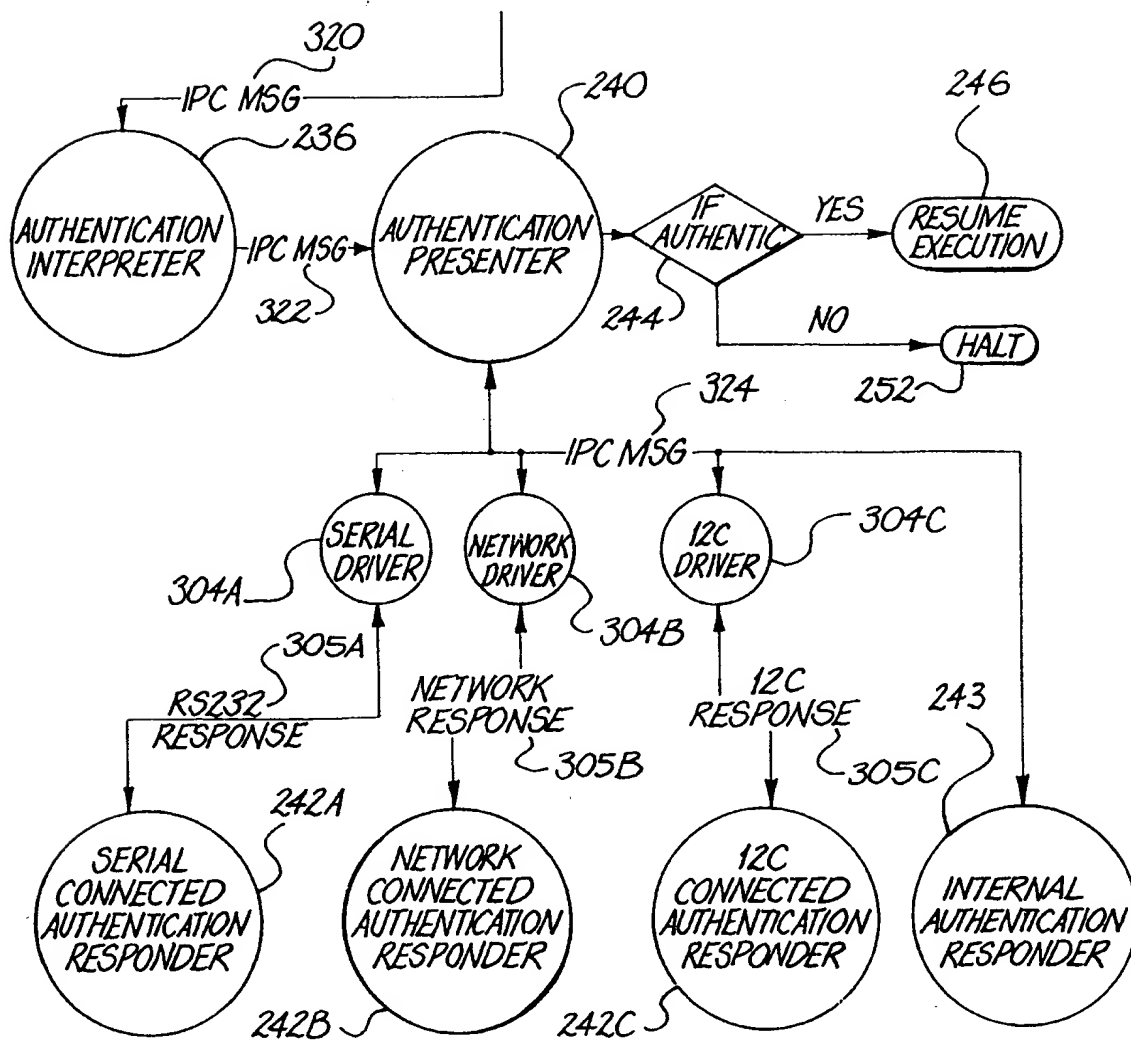 320
IPC MSG
236
240
246
AUTHENTICATION
INTERPRETER
IPC MSG
322
AUTHENTICATION
PRESENTER
IF
AUTHENTIC
244
YES
RESUME
EXECUTION
NO
HALT
252
324
IPC MSG
SERIAL
DRIVER
304A
NETWORK
DRIVER
304B
12C
DRIVER
304C
305A
RS232
RESPONSE
NETWORK
RESPONSE
305B
12C
RESPONSE
305C
243
242A
SERIAL
CONNECTED
AUTHENTICATION
RESPONDER
NETWORK
CONNECTED
AUTHENTICATION
RESPONDER
242B
12C
CONNECTED
AUTHENTICATION
RESPONDER
242C
INTERNAL
AUTHENTICATION
RESPONDER